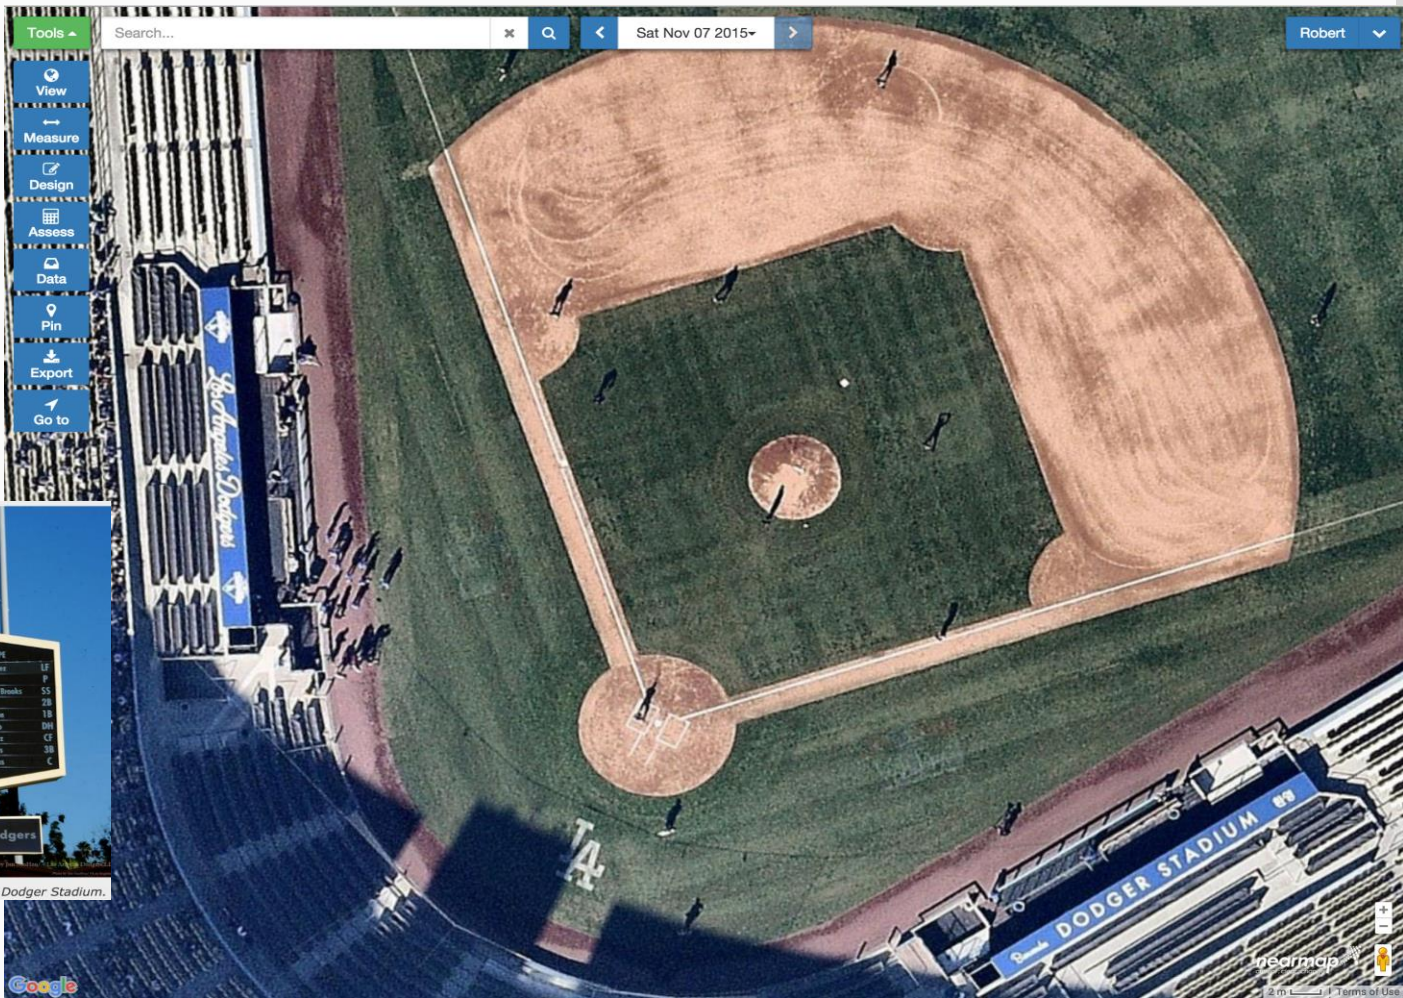 Tools
Search...
Sat Nov 07 2015
Robert
View
Measure
Design
Assess
Data
Pin
Export
Go to
Los Angeles Dodgers
LF
P
Brooks SS
2B
1B
DH
CF
3B
C
dgers
Dodger Stadium.
LA
DODGER STADIUM
nearmap
Google
2 m
Terms of Use